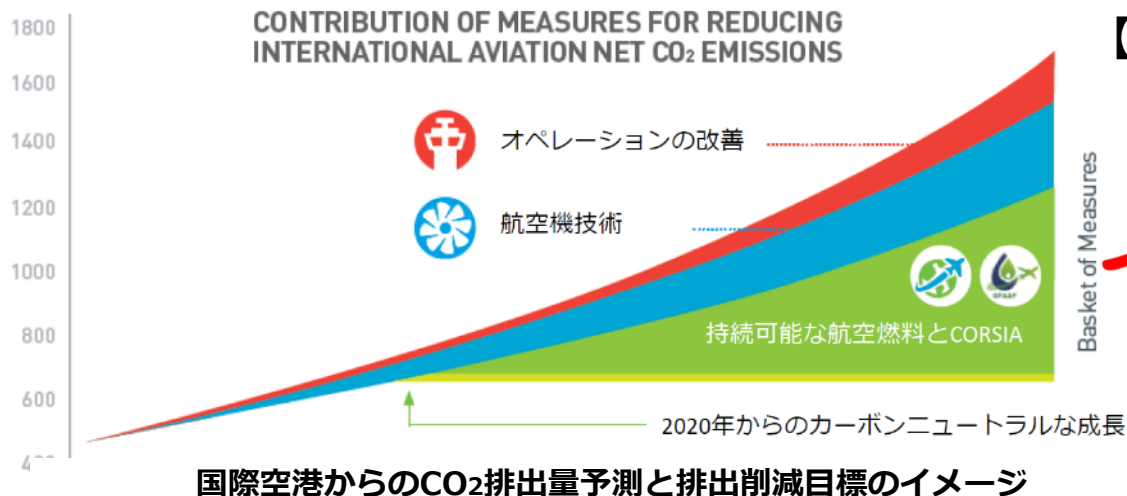 CONTRIBUTION OF MEASURES FOR REDUCING
INTERNATIONAL AVIATION NET CO2 EMISSIONS
【
1800
1600
1400
1200
1000
800
600
オペレーションの改善
航空機技術
持続可能な航空燃料とCORSIA
Basket of Measures
2020年からのカーボンニュートラルな成長
国際空港からのCO2排出量予測と排出削減目標のイメージ